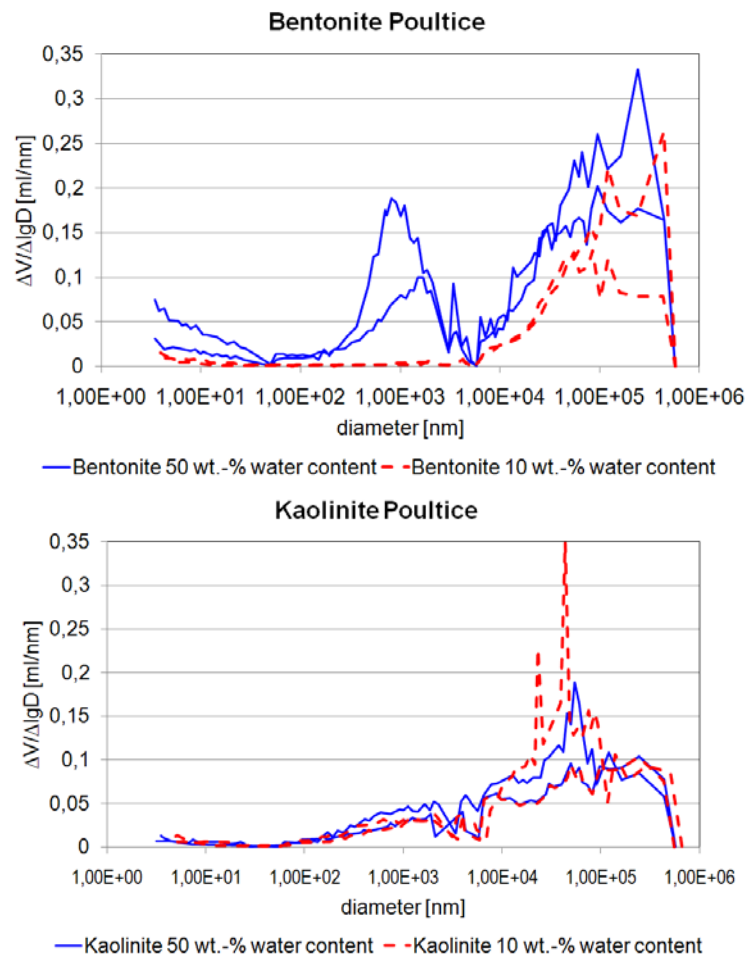 Bentonite Poultice
0,35
0,3
0,25
0,2
0,15
0,1
0,05
0
ΔV/ΔlgD [ml/nm]
1,00E+00 1,00E+01 1,00E+02 1,00E+03 1,00E+04 1,00E+05 1,00E+06
diameter [nm]
Bentonite 50 wt.-% water content Bentonite 10 wt.-% water content
Kaolinite Poultice
0,35
0,3
0,25
0,2
0,15
0,1
0,05
0
ΔV/ΔlgD [ml/nm]
1,00E+00 1,00E+01 1,00E+02 1,00E+03 1,00E+04 1,00E+05 1,00E+06
diameter [nm]
Kaolinite 50 wt.-% water content Kaolinite 10 wt.-% water content